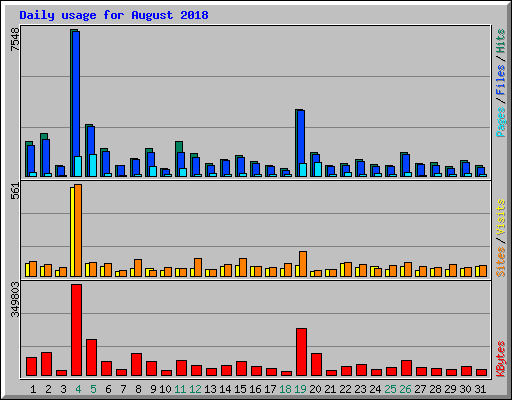 Daily usage for August 2018
7548
Pages / Files / Hits
561
Sites / Visits
349803
KBytes
1 2 3 4 5 6 7 8 9 10 11 12 13 14 15 16 17 18 19 20 21 22 23 24 25 26 27 28 29 30 31